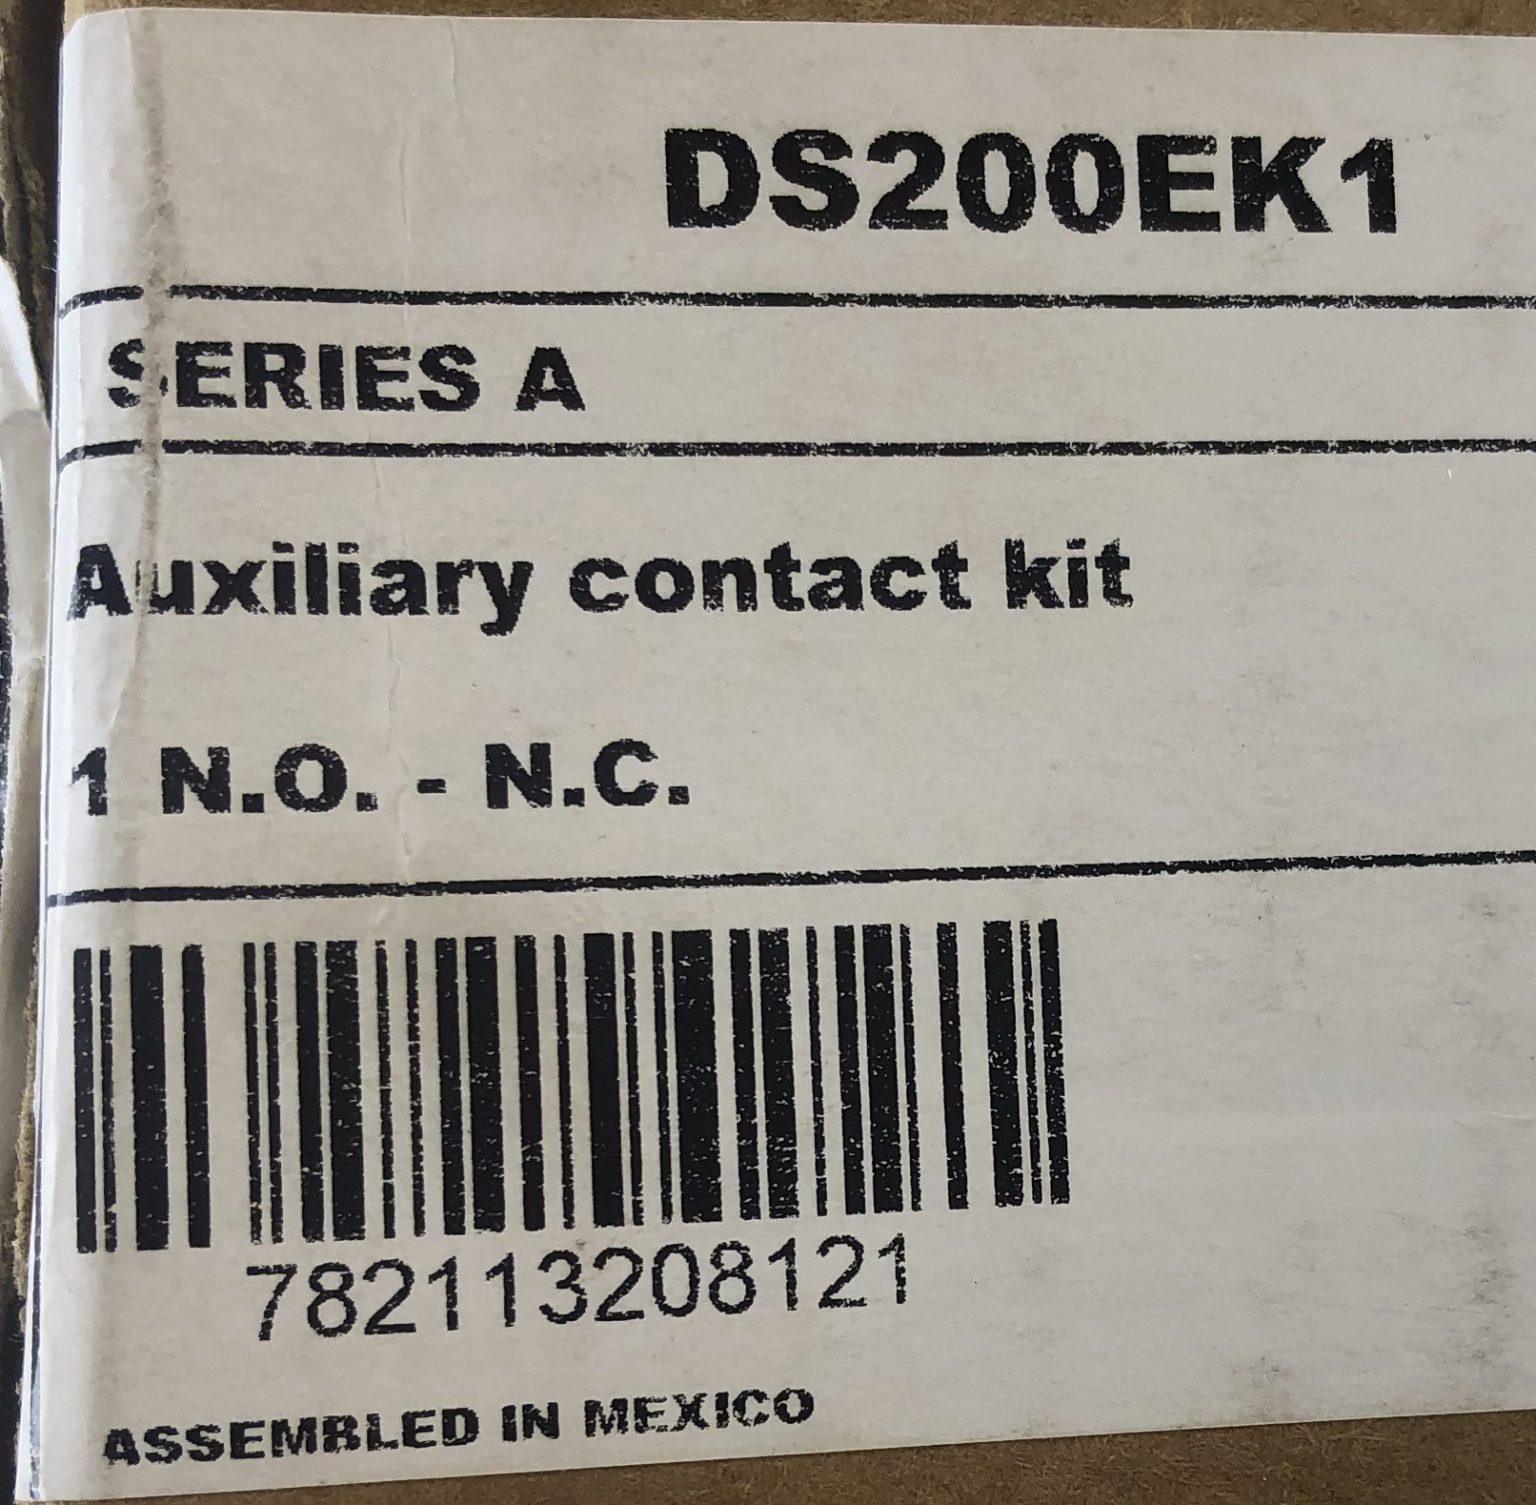 DS200EK1
SERIES A
Auxiliary contact kit
1 N.O. - N.C.
782113208121
ASSEMBLED IN MEXICO